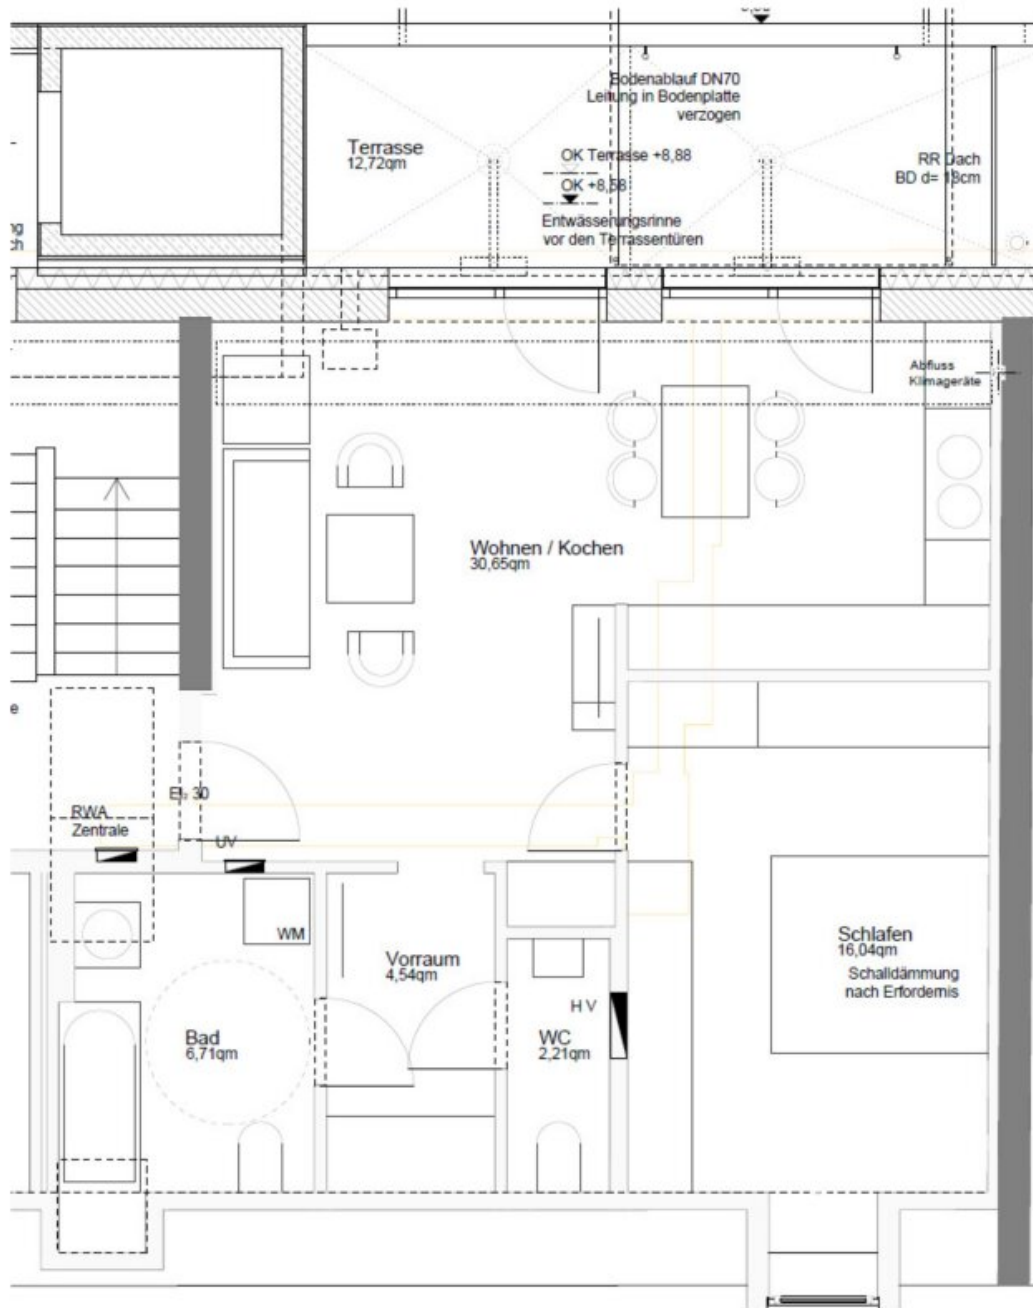 Bodenablauf DN70
Leitung in Bodenplatte
verzogen
Terrasse
12,72qm
OK Terrasse +8,88
OK +8,58
RR Dach
BD d= 18cm
Entwässerungsrinne
vor den Terrassentüren
Abfluss
Klimageräte
Wohnen / Kochen
30,65qm
EI₂ 30
RWA
Zentrale
UV
WM
Vorraum
4,54qm
Schlafen
16,04qm
Schalldämmung
nach Erfordernis
H V
Bad
6,71qm
WC
2,21qm